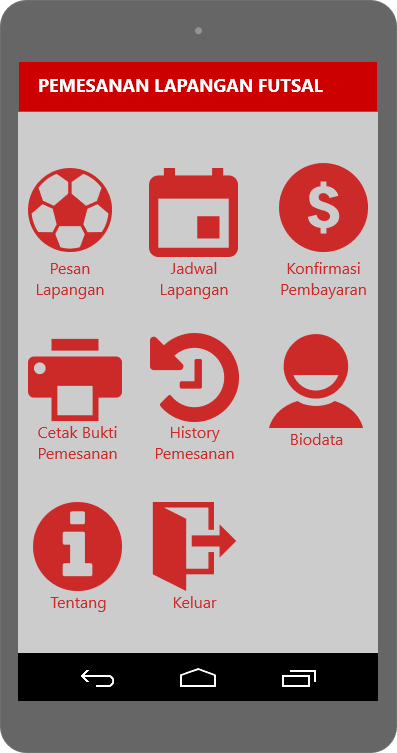 PEMESANAN LAPANGAN FUTSAL
$
Pesan
Lapangan
Jadwal
Lapangan
Konfirmasi
Pembayaran
Cetak Bukti
Pemesanan
History
Pemesanan
Biodata
i
Tentang
Keluar